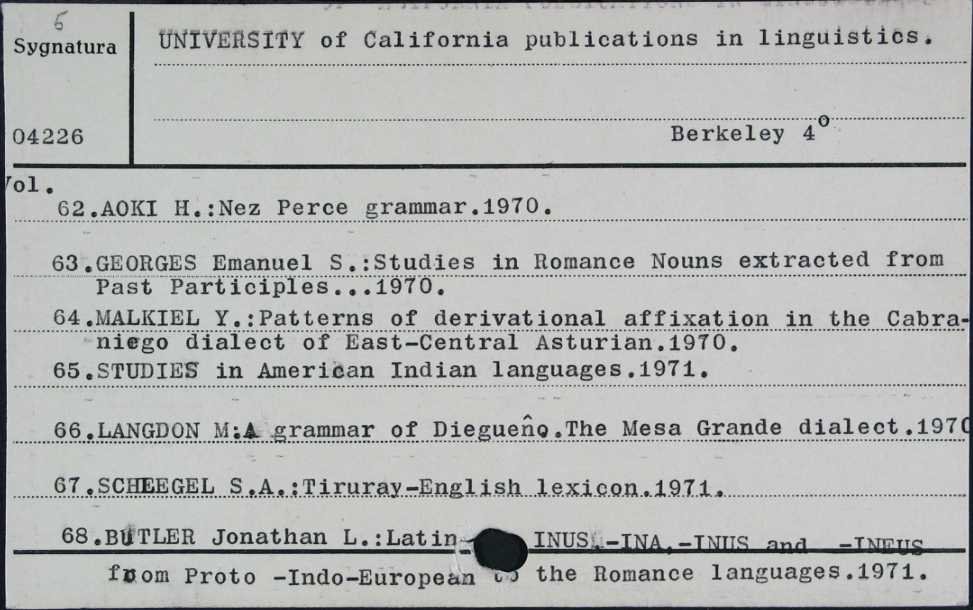 5
Sygnatura
UNIVERSITY of California publications in linguistics.
04226
Berkeley 4°
Vol.
62.AOKI H.:Nez Perce grammar.1970.
63.GEORGES Emanuel S.:Studies in Romance Nouns extracted from
Past Participles...1970.
64.MALKIEL Y.:Patterns of derivational affixation in the Cabra-
niego dialect of East-Central Asturian.1970.
65.STUDIES in American Indian languages.1971.
66.LANGDON M:A grammar of Diegueño.The Mesa Grande dialect.1970
67.SCHEEGEL S.A.:Tiruray-English lexicon.1971.
68.BUTLER Jonathan L.:Latin- INUS,-INA,-INUS and -INEUS
from Proto -Indo-European to the Romance languages.1971.